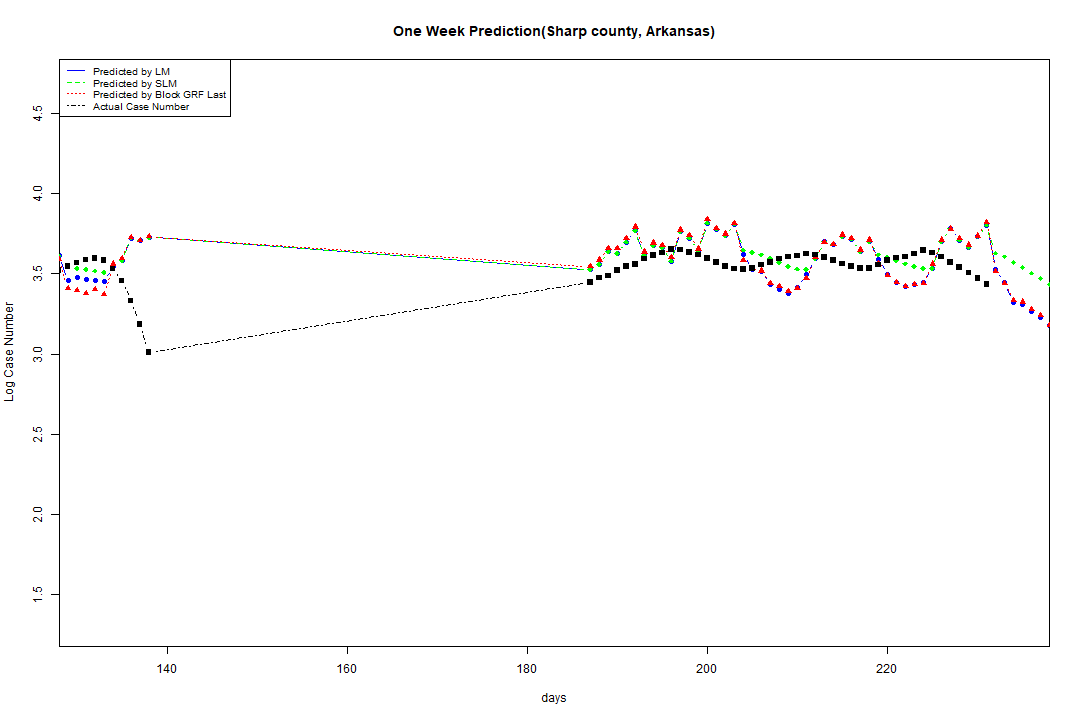 One Week Prediction(Sharp county, Arkansas)
Predicted by LM
Predicted by SLM
Predicted by Block GRF Last
Actual Case Number
4.5
4.0
3.5
3.0
2.5
2.0
1.5
Log Case Number
140 160 180 200 220
days